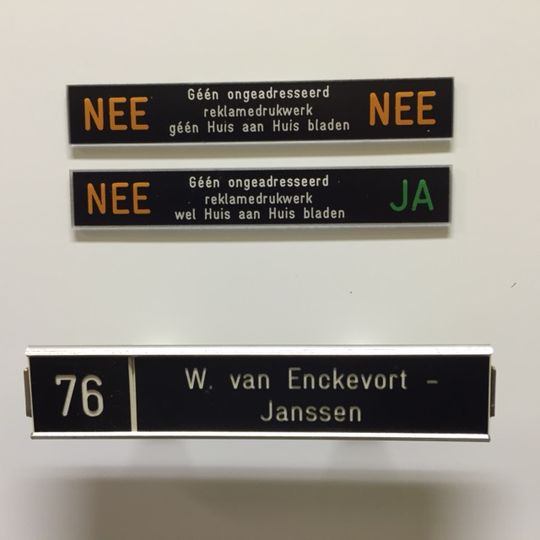 NEE Géén ongeadresseerd NEE
reklamedrukwerk
géén Huis aan Huis bladen
NEE Géén ongeadresseerd JA
reklamedrukwerk
wel Huis aan Huis bladen
76 W. van Enckevort -
Janssen